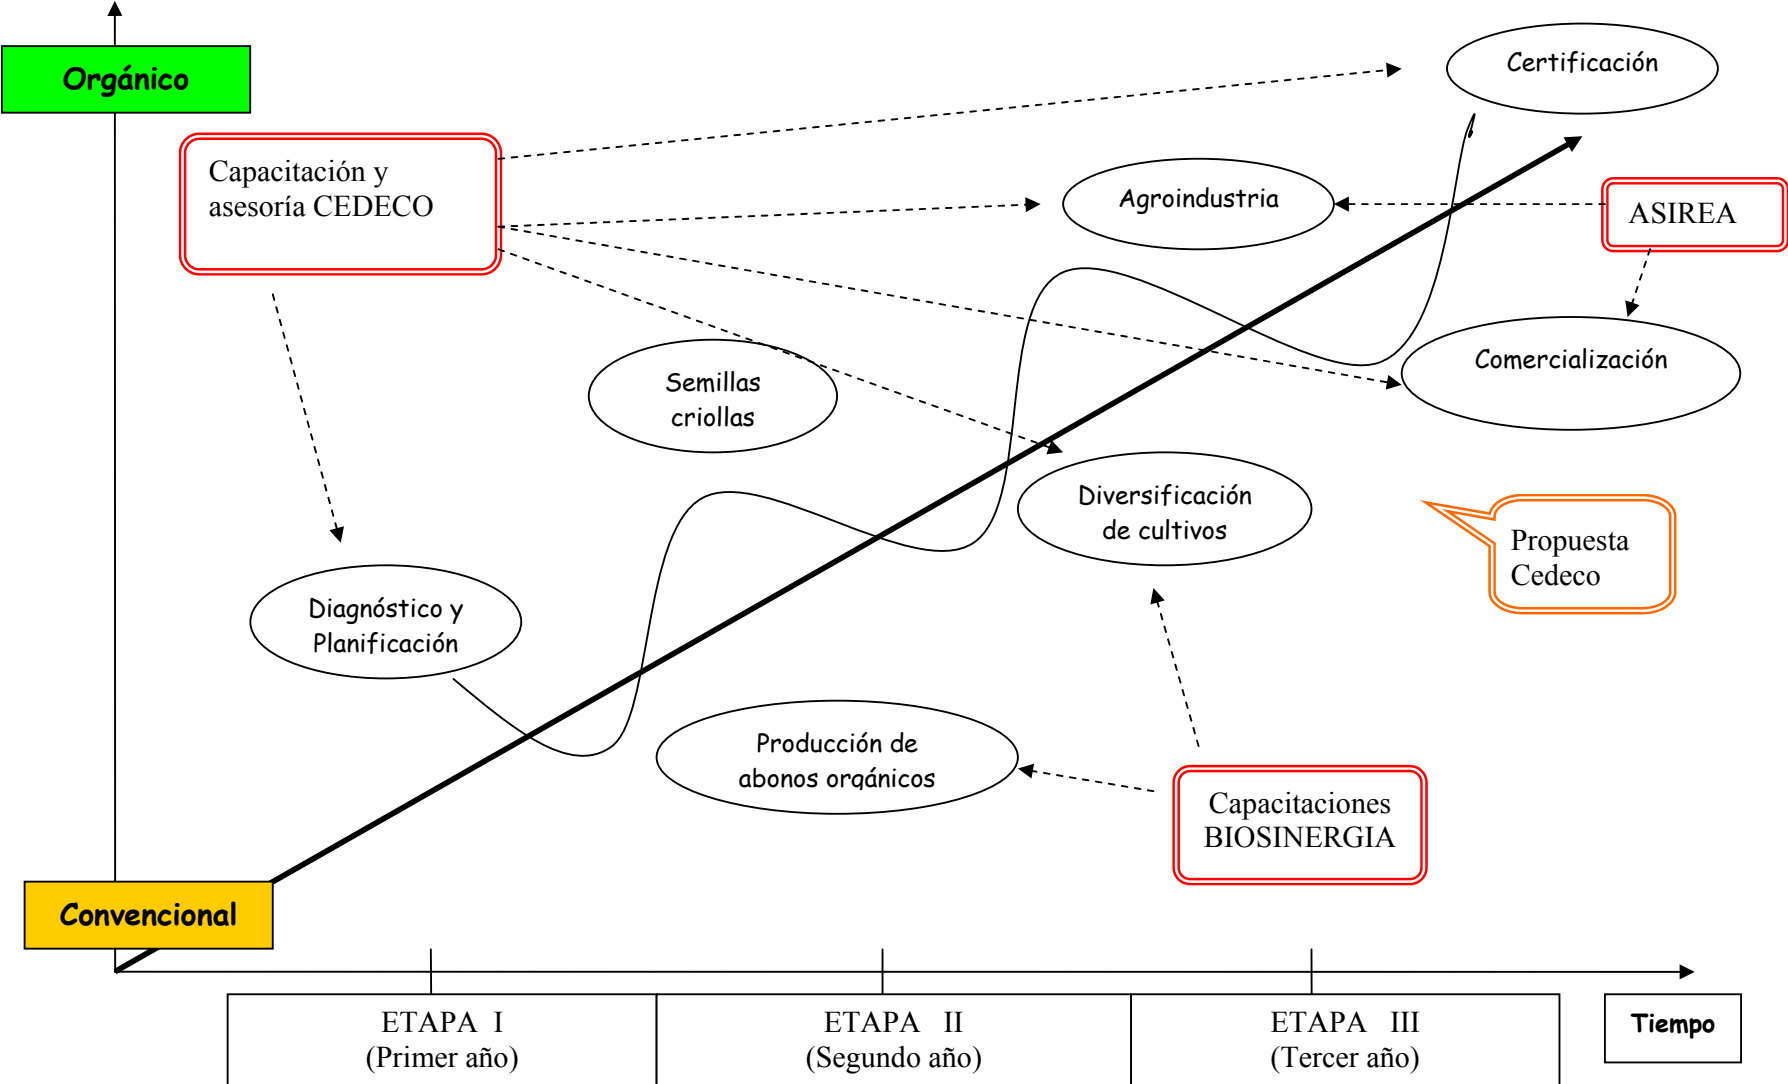 Orgánico
Certificación
Capacitación y
asesoría CEDECO
Agroindustria
ASIREA
Semillas
criollas
Comercialización
Diversificación
de cultivos
Propuesta
Cedeco
Diagnóstico y
Planificación
Producción de
abonos orgánicos
Capacitaciones
BIOSINERGIA
Convencional
ETAPA I
(Primer año)
ETAPA II
(Segundo año)
ETAPA III
(Tercer año)
Tiempo